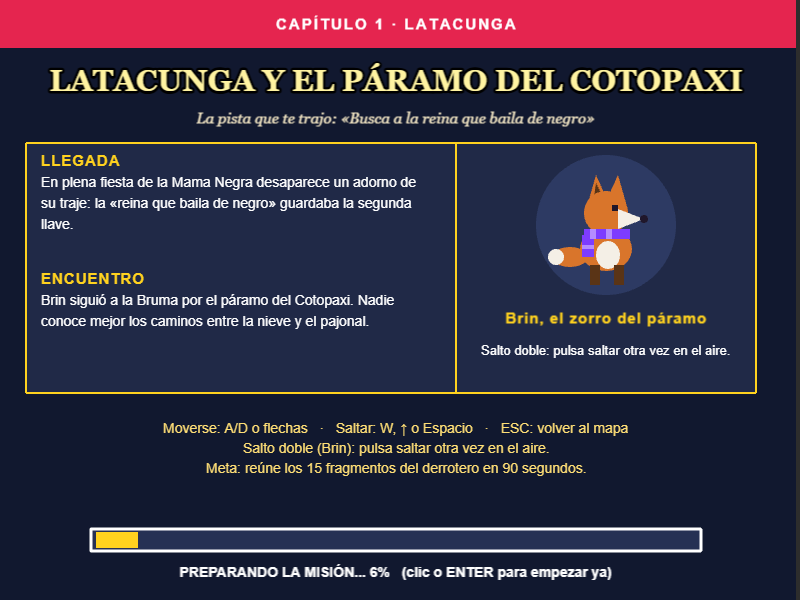 CAPÍTULO 1 · LATACUNGA
LATACUNGA Y EL PÁRAMO DEL COTOPAXI
La pista que te trajo: «Busca a la reina que baila de negro»
LLEGADA
En plena fiesta de la Mama Negra desaparece un adorno de
su traje: la «reina que baila de negro» guardaba la segunda
llave.
ENCUENTRO
Brin siguió a la Bruma por el páramo del Cotopaxi. Nadie
conoce mejor los caminos entre la nieve y el pajonal.
Brin, el zorro del páramo
Salto doble: pulsa saltar otra vez en el aire.
Moverse: A/D o flechas · Saltar: W, ↑ o Espacio · ESC: volver al mapa
Salto doble (Brin): pulsa saltar otra vez en el aire.
Meta: reúne los 15 fragmentos del derrotero en 90 segundos.
PREPARANDO LA MISIÓN... 6% (clic o ENTER para empezar ya)